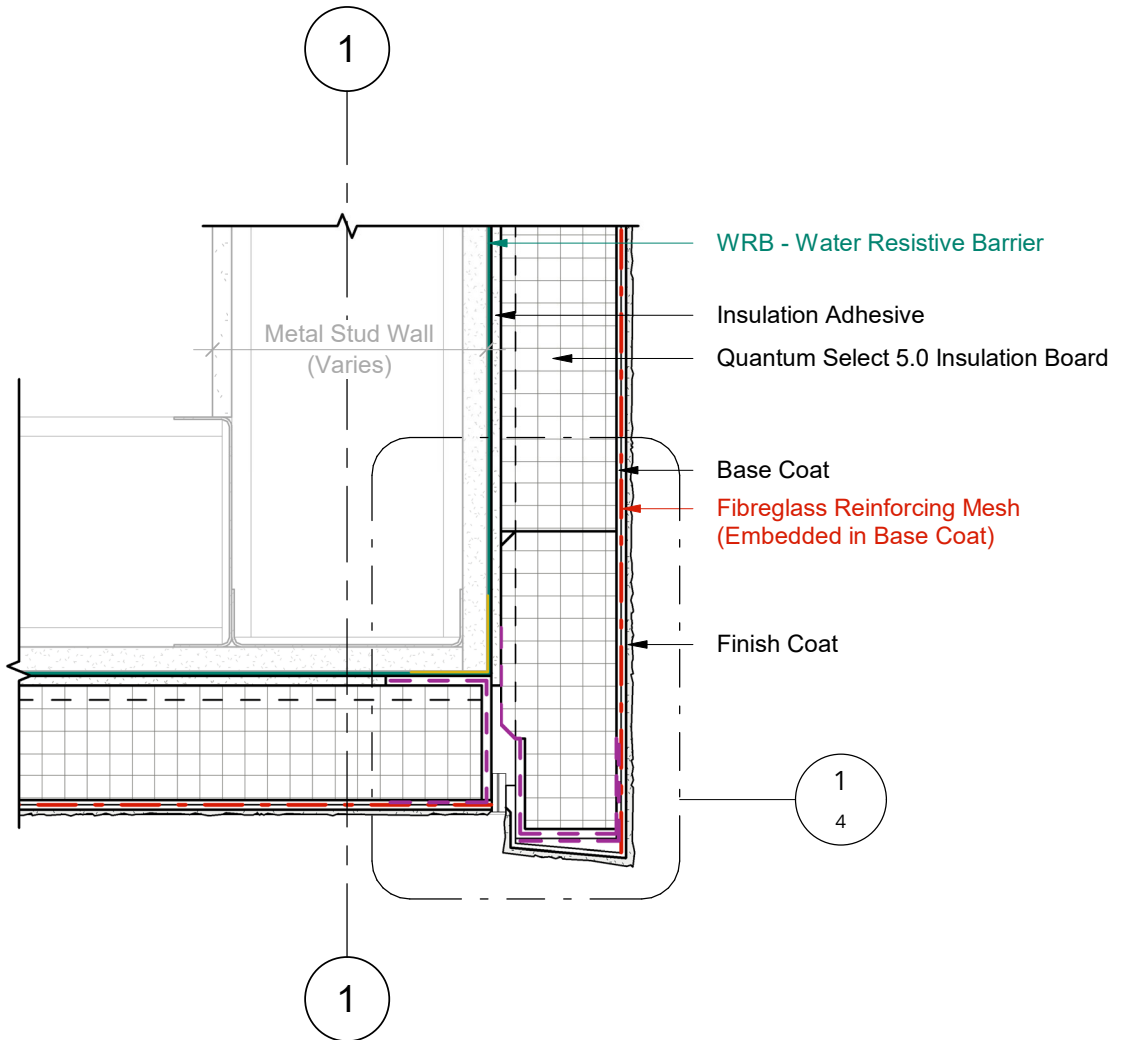 1
WRB - Water Resistive Barrier
Insulation Adhesive
Metal Stud Wall
(Varies)
Quantum Select 5.0 Insulation Board
Base Coat
Fibreglass Reinforcing Mesh
(Embedded in Base Coat)
Finish Coat
1
4
1